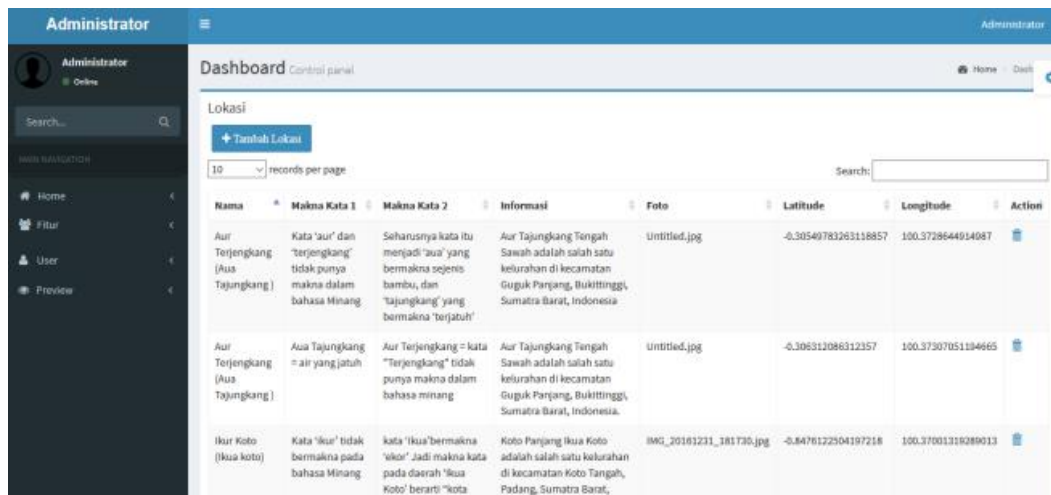 Administrator
Administrator
Administrator
Online
Dashboard Control panel
Home
Search...
MAIN NAVIGATION
Home
Fitur
User
Preview
Lokasi
+ Tambah Lokasi
10 records per page
Search:
Nama Makna Kata 1 Makna Kata 2 Informasi Foto Latitude Longitude Action
Aur
Terjengkang
(Aua
Tajungkang )
Kata 'aur' dan
'terjengkang'
tidak punya
makna dalam
bahasa Minang
Seharusnya kata itu
menjadi 'aua' yang
bermakna sejenis
bambu, dan
'tajungkang' yang
bermakna 'terjatuh'
Aur Tajungkang Tengah
Sawah adalah salah satu
kelurahan di kecamatan
Guguk Panjang, Bukittinggi,
Sumatra Barat, Indonesia
Untitled.jpg
-0.30549783263118857
100.3728644914987
Aur
Terjengkang
(Aua
Tajungkang )
Aua Tajungkang
= air yang jatuh
Aur Terjengkang = kata
"Terjengkang" tidak
punya makna dalam
bahasa minang
Aur Tajungkang Tengah
Sawah adalah salah satu
kelurahan di kecamatan
Guguk Panjang, Bukittinggi,
Sumatra Barat, Indonesia.
Untitled.jpg
-0.306312086312357
100.37307051194665
Ikur Koto
(Ikua koto)
Kata 'ikur' tidak
bermakna pada
bahasa Minang
kata 'ikua'bermakna
'ekor' Jadi makna kata
pada daerah 'Ikua
Koto' berarti "kota
Koto Panjang Ikua Koto
adalah salah satu kelurahan
di kecamatan Koto Tangah,
Padang, Sumatra Barat,
IMG_20161231_181730.jpg
-0.8476122504197218
100.37001319289013